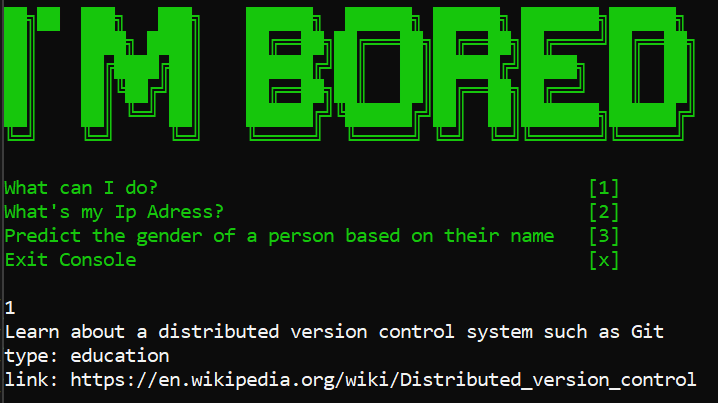 I'M BORED
What can I do? [1]
What's my Ip Adress? [2]
Predict the gender of a person based on their name [3]
Exit Console [x]
1
Learn about a distributed version control system such as Git
type: education
link: https://en.wikipedia.org/wiki/Distributed_version_control